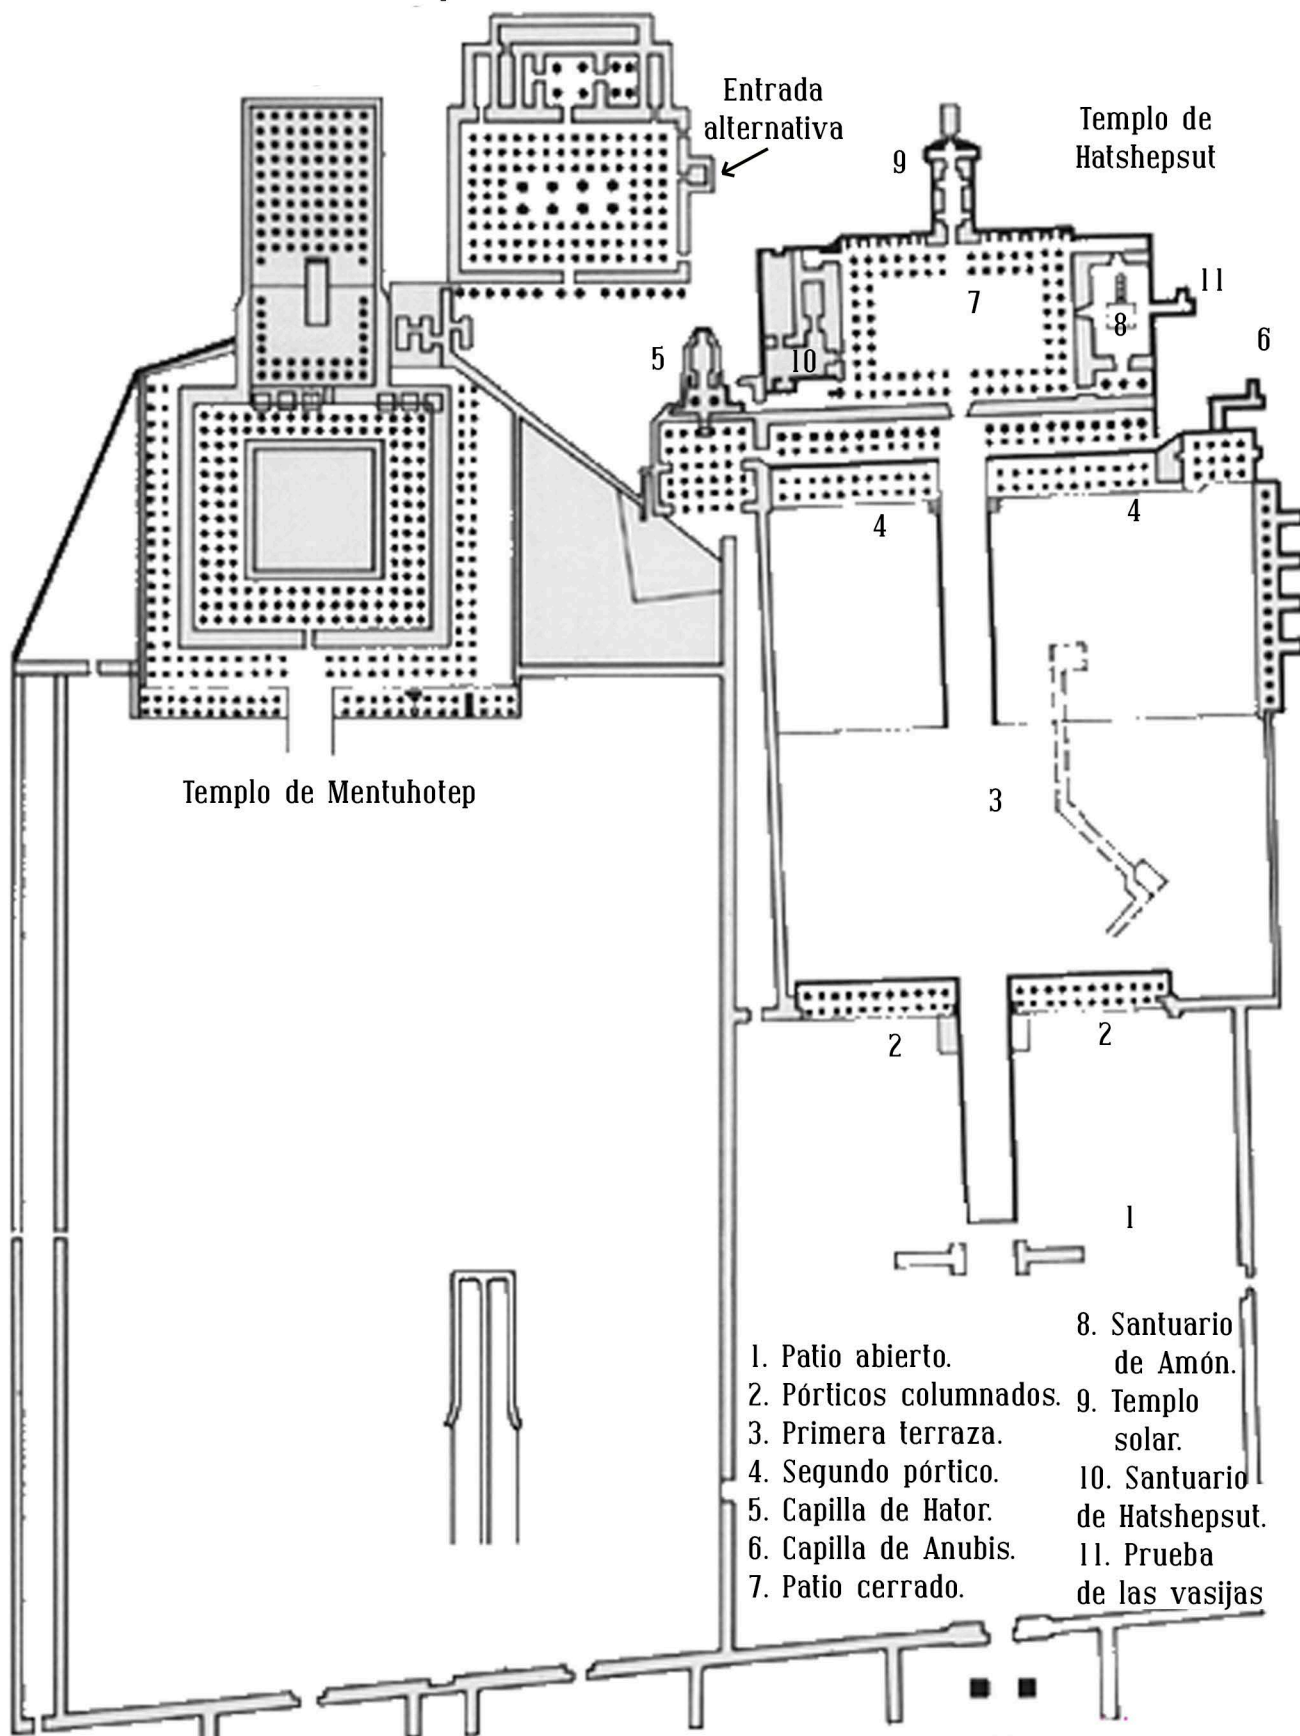 Entrada
alternativa
Templo de
Hatshepsut
9
11
7
8
6
5
10
4
4
3
Templo de Mentuhotep
2
2
1
1. Patio abierto.
2. Pórticos columnados.
3. Primera terraza.
4. Segundo pórtico.
5. Capilla de Hator.
6. Capilla de Anubis.
7. Patio cerrado.
8. Santuario
de Amón.
9. Templo
solar.
10. Santuario
de Hatshepsut.
11. Prueba
de las vasijas